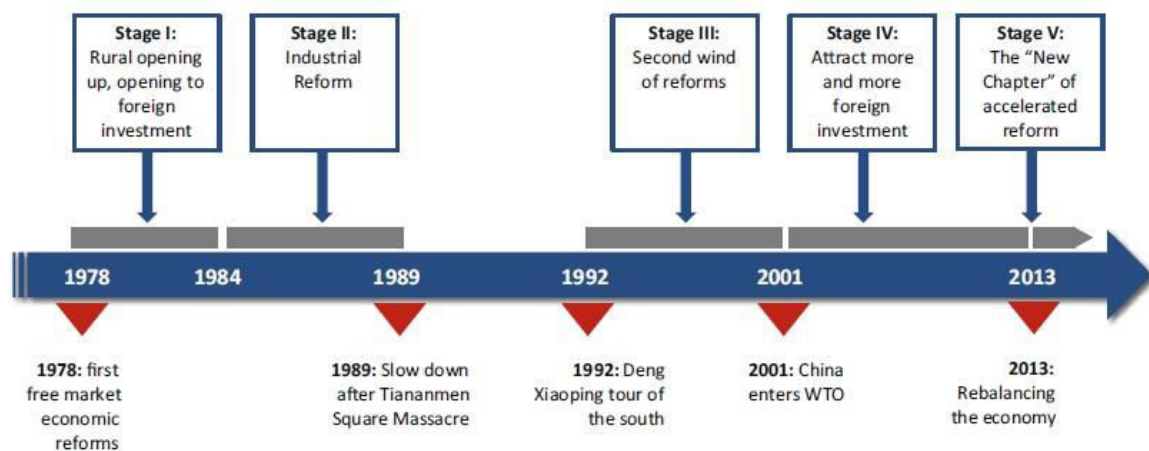 Stage I:
Rural opening
up, opening to
foreign
investment
Stage II:
Industrial
Reform
Stage III:
Second wind
of reforms
Stage IV:
Attract more
and more
foreign
investment
Stage V:
The “New
Chapter” of
accelerated
reform
1978
1984
1989
1992
2001
2013
1978: first
free market
economic
reforms
1989: Slow down
after Tiananmen
Square Massacre
1992: Deng
Xiaoping tour of
the south
2001: China
enters WTO
2013:
Rebalancing
the economy